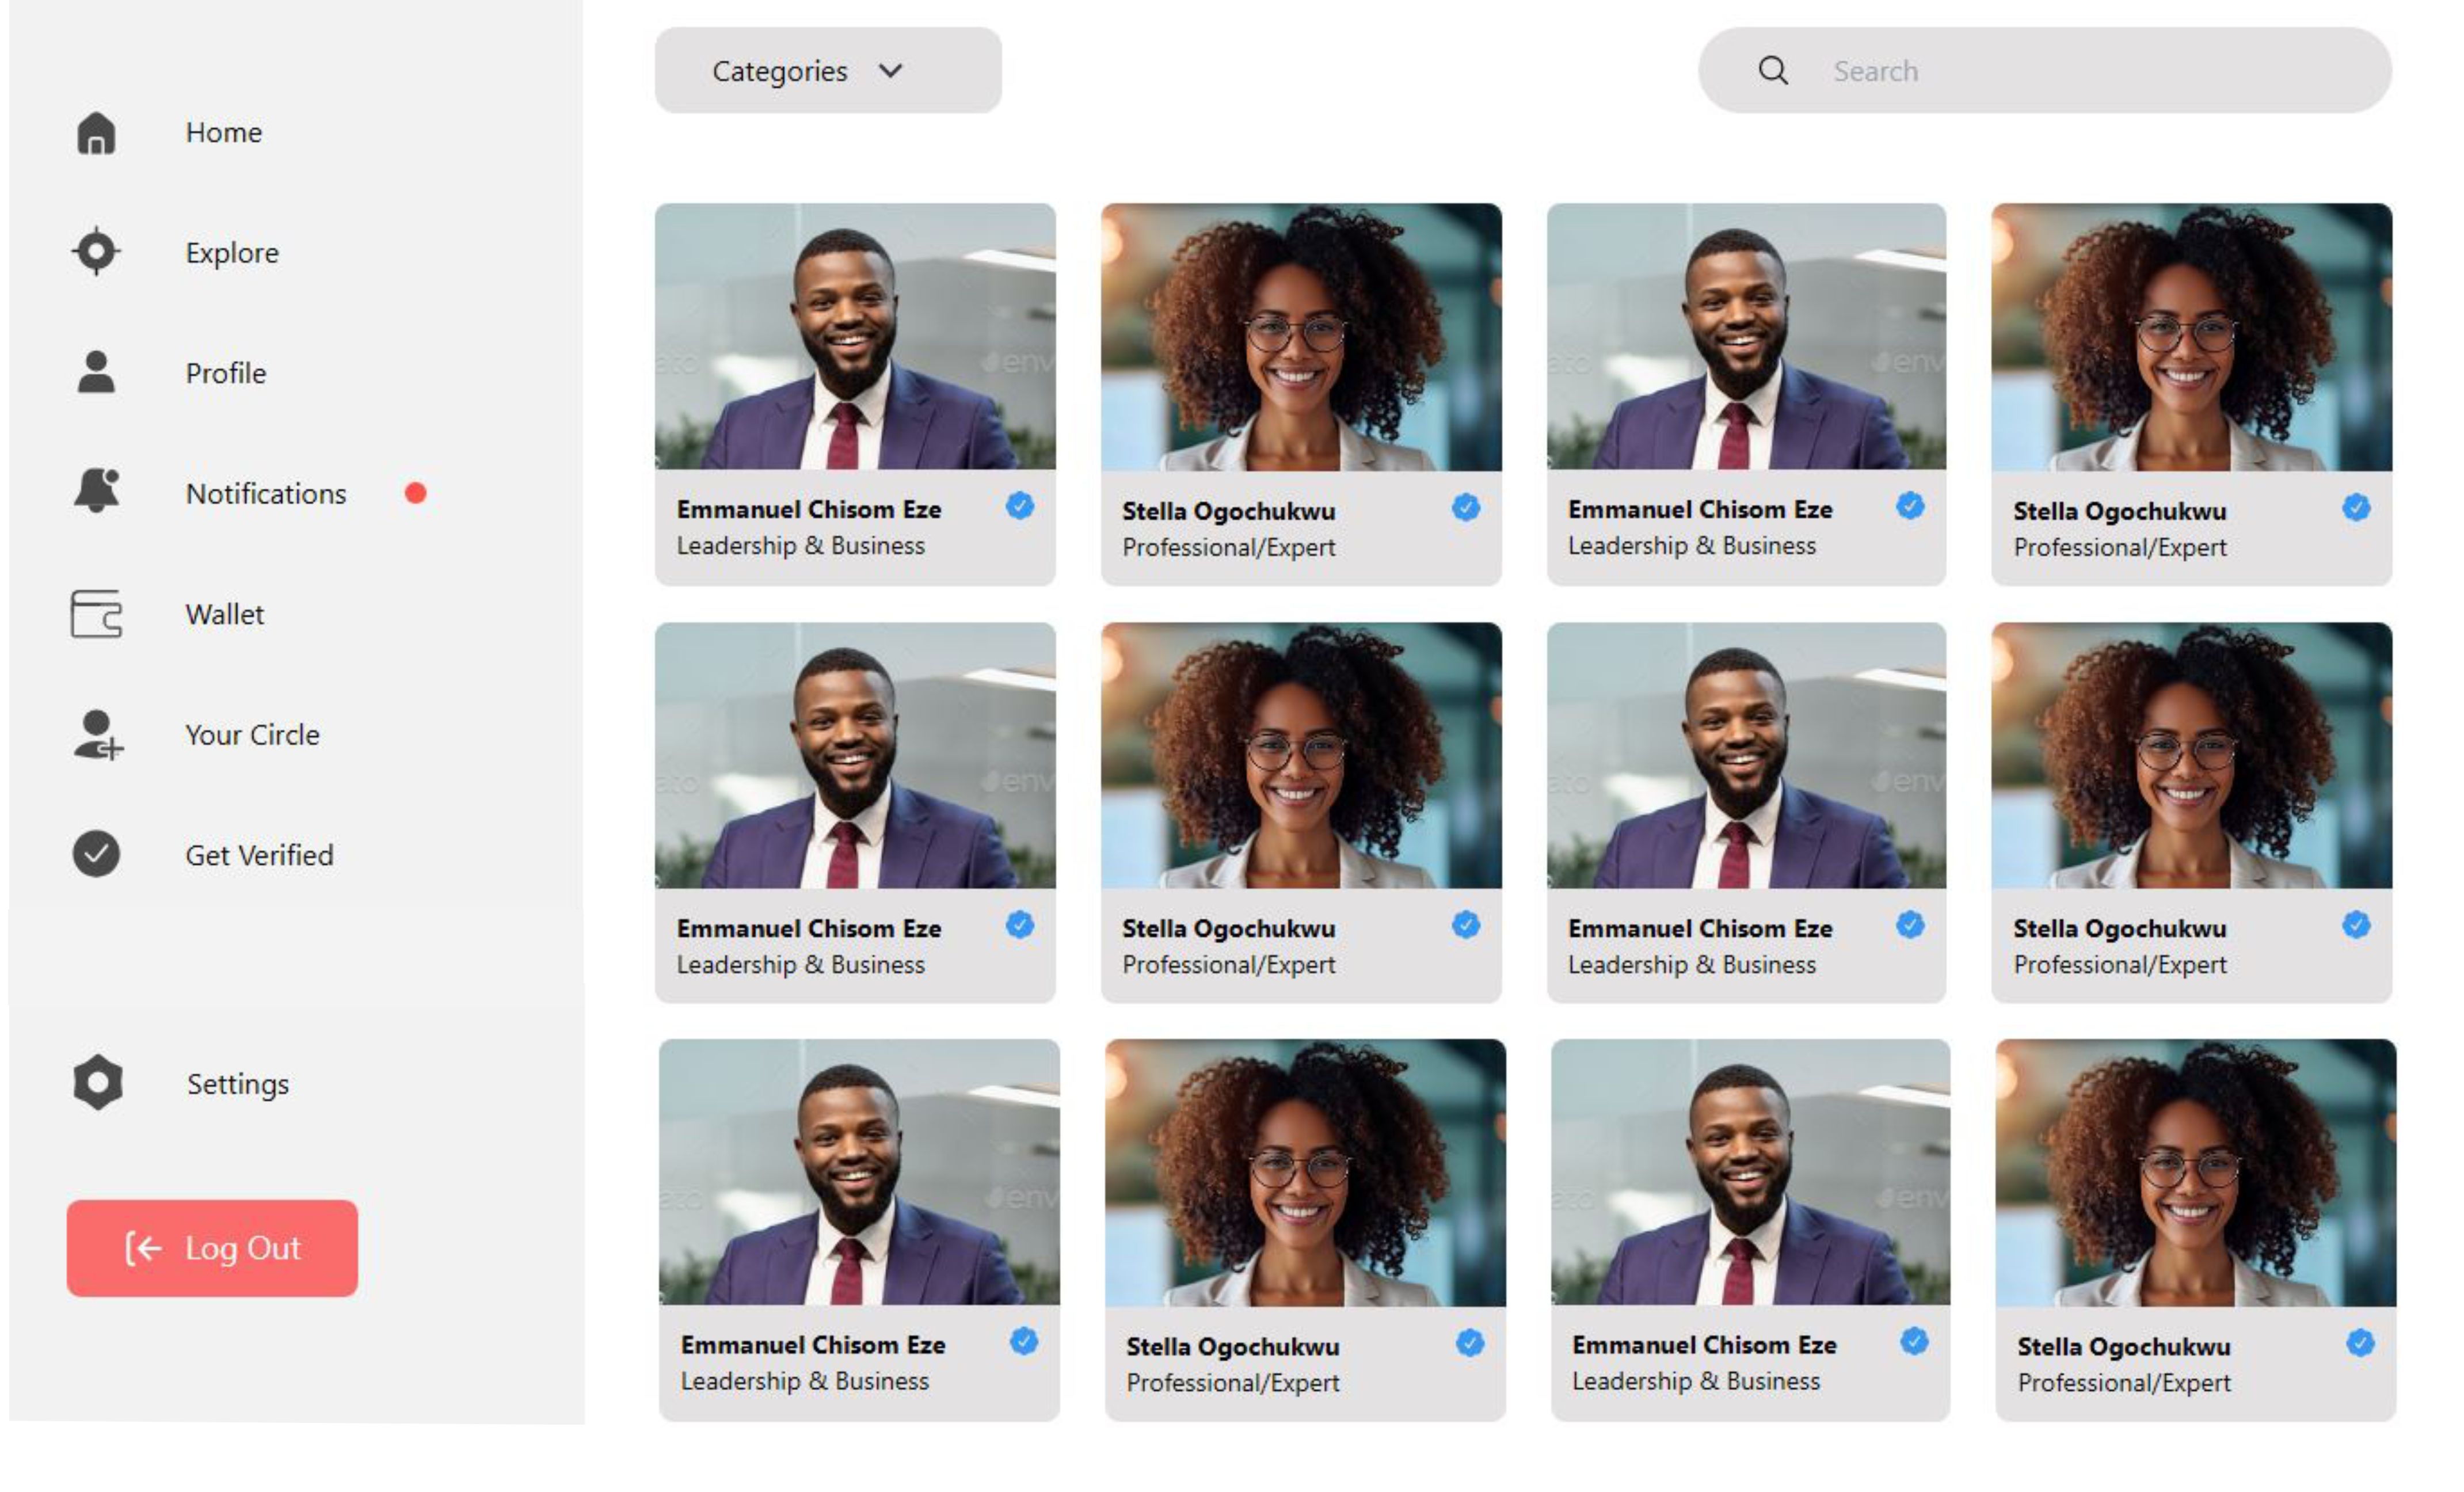 Home
Explore
Profile
Notifications
Wallet
Your Circle
Get Verified
Settings
Log Out
Categories
Search
Emmanuel Chisom Eze
Leadership & Business
Stella Ogochukwu
Professional/Expert
Emmanuel Chisom Eze
Leadership & Business
Stella Ogochukwu
Professional/Expert
Emmanuel Chisom Eze
Leadership & Business
Stella Ogochukwu
Professional/Expert
Emmanuel Chisom Eze
Leadership & Business
Stella Ogochukwu
Professional/Expert
Emmanuel Chisom Eze
Leadership & Business
Stella Ogochukwu
Professional/Expert
Emmanuel Chisom Eze
Leadership & Business
Stella Ogochukwu
Professional/Expert